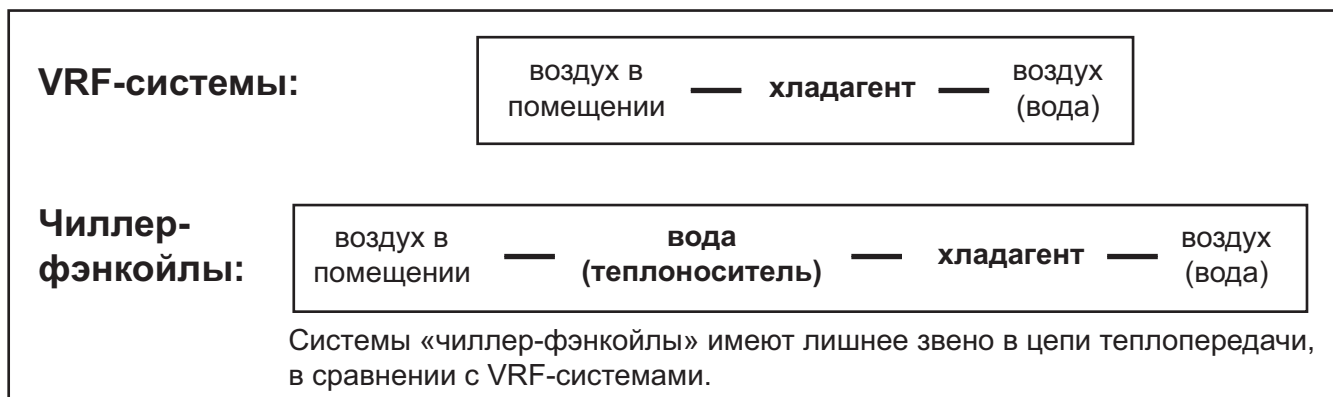 VRF-системы:
воздух в
помещении — хладагент — воздух
(вода)
Чиллер-
фэнкойлы:
воздух в
помещении — вода
(теплоноситель) — хладагент — воздух
(вода)
Системы «чиллер-фэнкойлы» имеют лишнее звено в цепи теплопередачи,
в сравнении с VRF-системами.